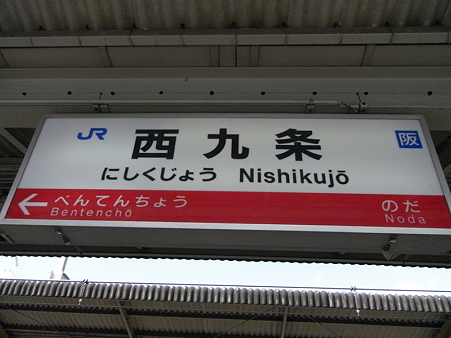 JR 西九条 阪
にしくじょう Nishikujō
← べんてんちょう のだ
Bentenchō Noda